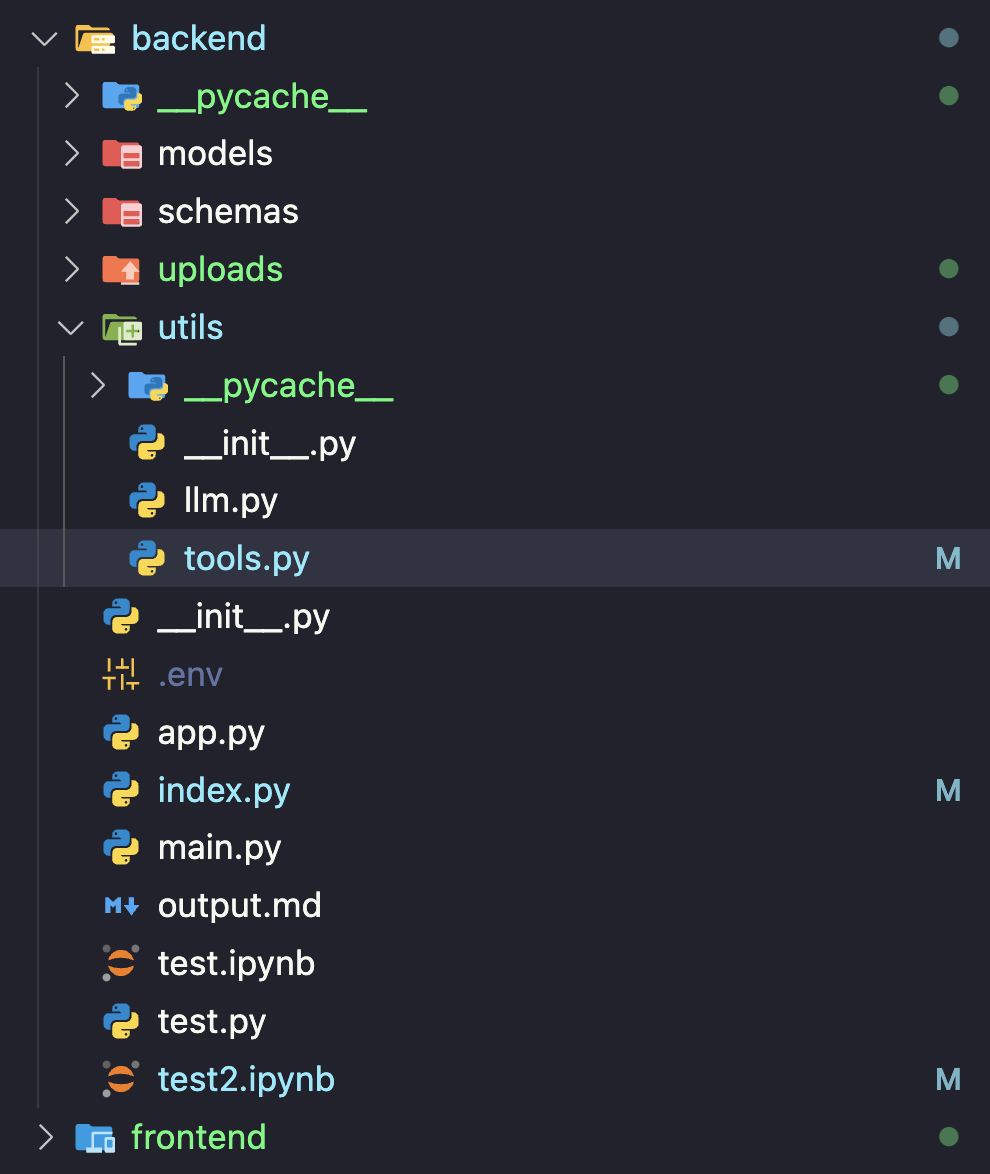 backend
__pycache__
models
schemas
uploads
utils
__pycache__
__init__.py
llm.py
tools.py M
__init__.py
.env
app.py
index.py M
main.py
output.md
test.ipynb
test.py
test2.ipynb M
frontend